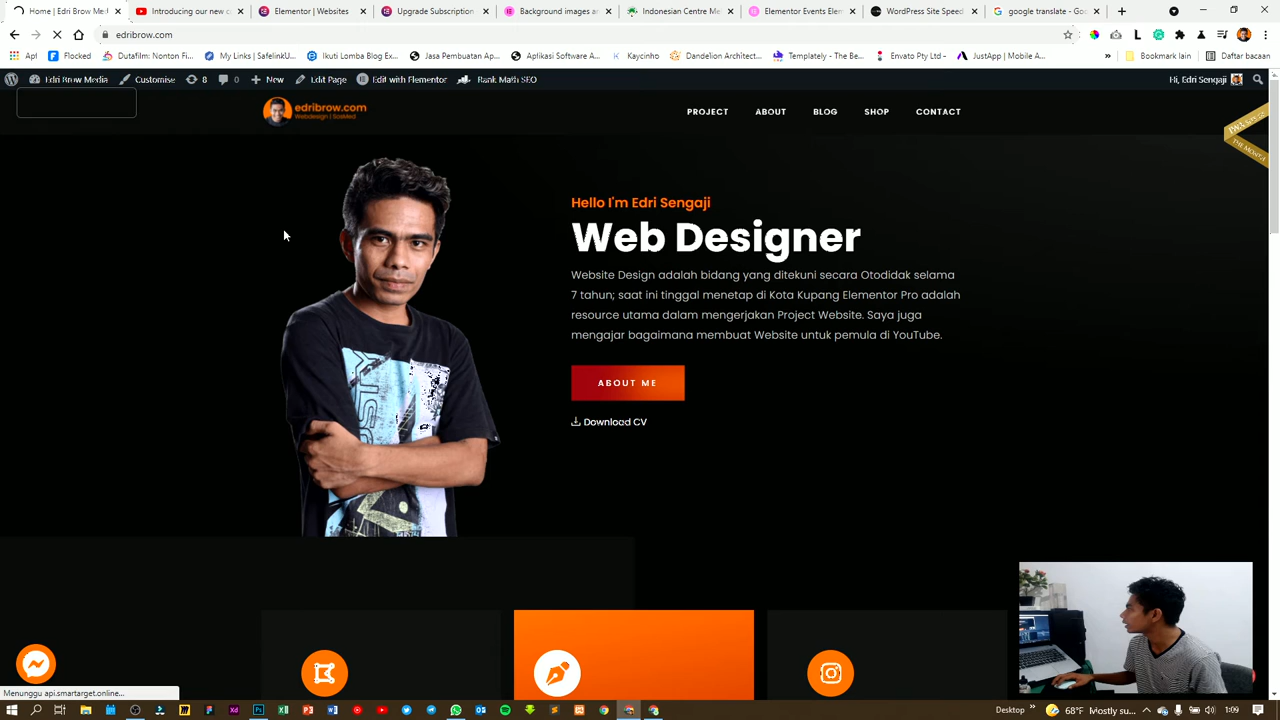 Home | Edri Brow Media - M
Introducing our new c
Elementor | Websites
Upgrade Subscription
Background images an
Indonesian Centre Me
Elementor Events Elem
WordPress Site Speed
google translate - Goo
edribrow.com
Dutafilm: Nonton Fi...
My Links | SafelinkU...
Ikuti Lomba Blog Ex...
Jasa Pembuatan Ap...
Aplikasi Software A...
Kaycinho
Dandelion Architect...
Templately - The Be...
Envato Pty Ltd –
JustApp | Mobile A...
Bookmark lain
Daftar bacaan
Edri Brow Media
Customise
8
0
New
Edit Page
Edit with Elementor
Rank Math SEO
Hi, Edri Sengaji
edribrow.com
PROJECT
ABOUT
BLOG
SHOP
CONTACT
THE MONTH
Hello I'm Edri Sengaji
Web Designer
Website Design adalah bidang yang ditekuni secara Otodidak selama
7 tahun; saat ini tinggal menetap di Kota Kupang Elementor Pro adalah
resource utama dalam mengerjakan Project Website. Saya juga
mengajar bagaimana membuat Website untuk pemula di YouTube.
ABOUT ME
Download CV
Menunggu api.smartarget.online...
Desktop
68°F Mostly su...
1:09